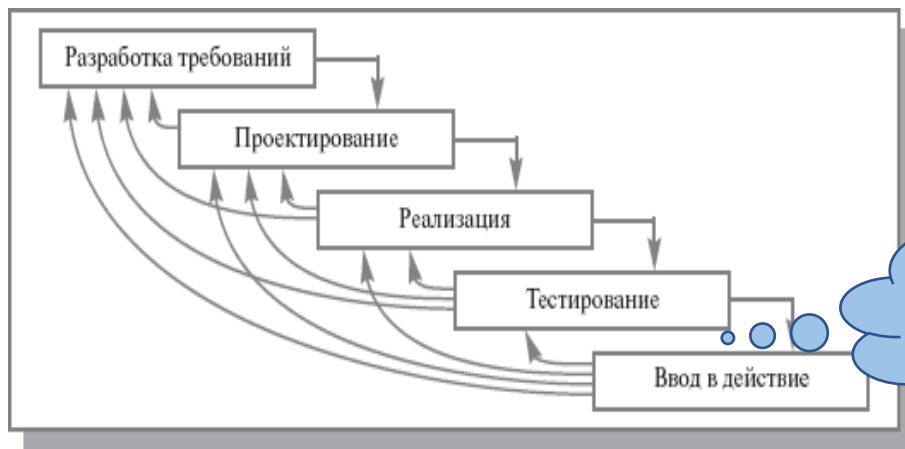 Разработка требований
Проектирование
Реализация
Тестирование
Ввод в действие